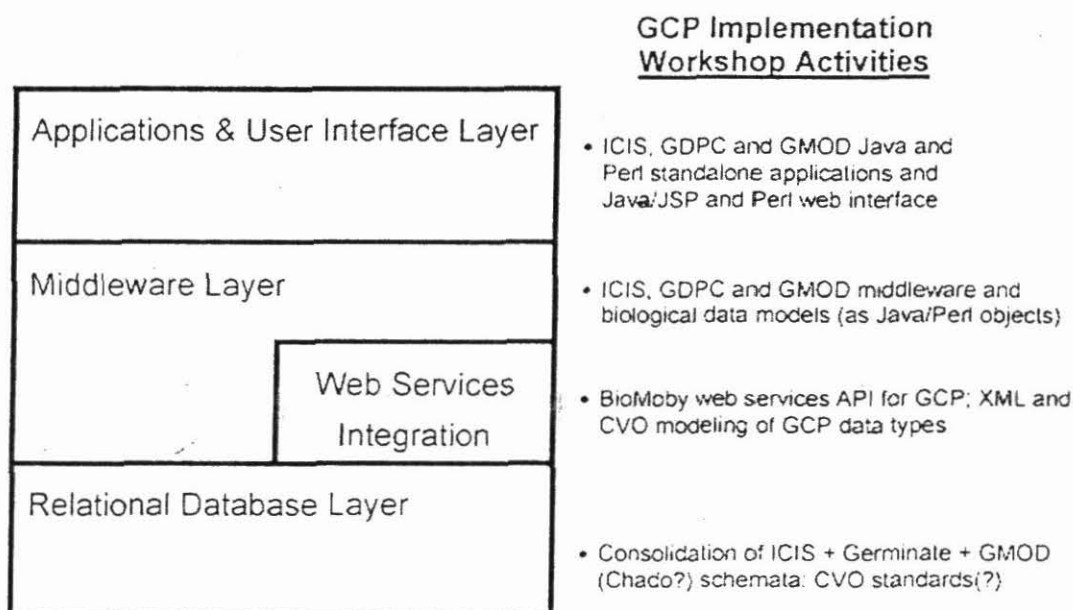 GCP Implementation
Workshop Activities
Applications & User Interface Layer
• ICIS, GDPC and GMOD Java and
Perl standalone applications and
Java/JSP and Perl web interface
Middleware Layer
• ICIS, GDPC and GMOD middleware and
biological data models (as Java/Perl objects)
Web Services
Integration
• BioMoby web services API for GCP; XML and
CVO modeling of GCP data types
Relational Database Layer
• Consolidation of ICIS + Germinate + GMOD
(Chado?) schemata: CVO standards(?)